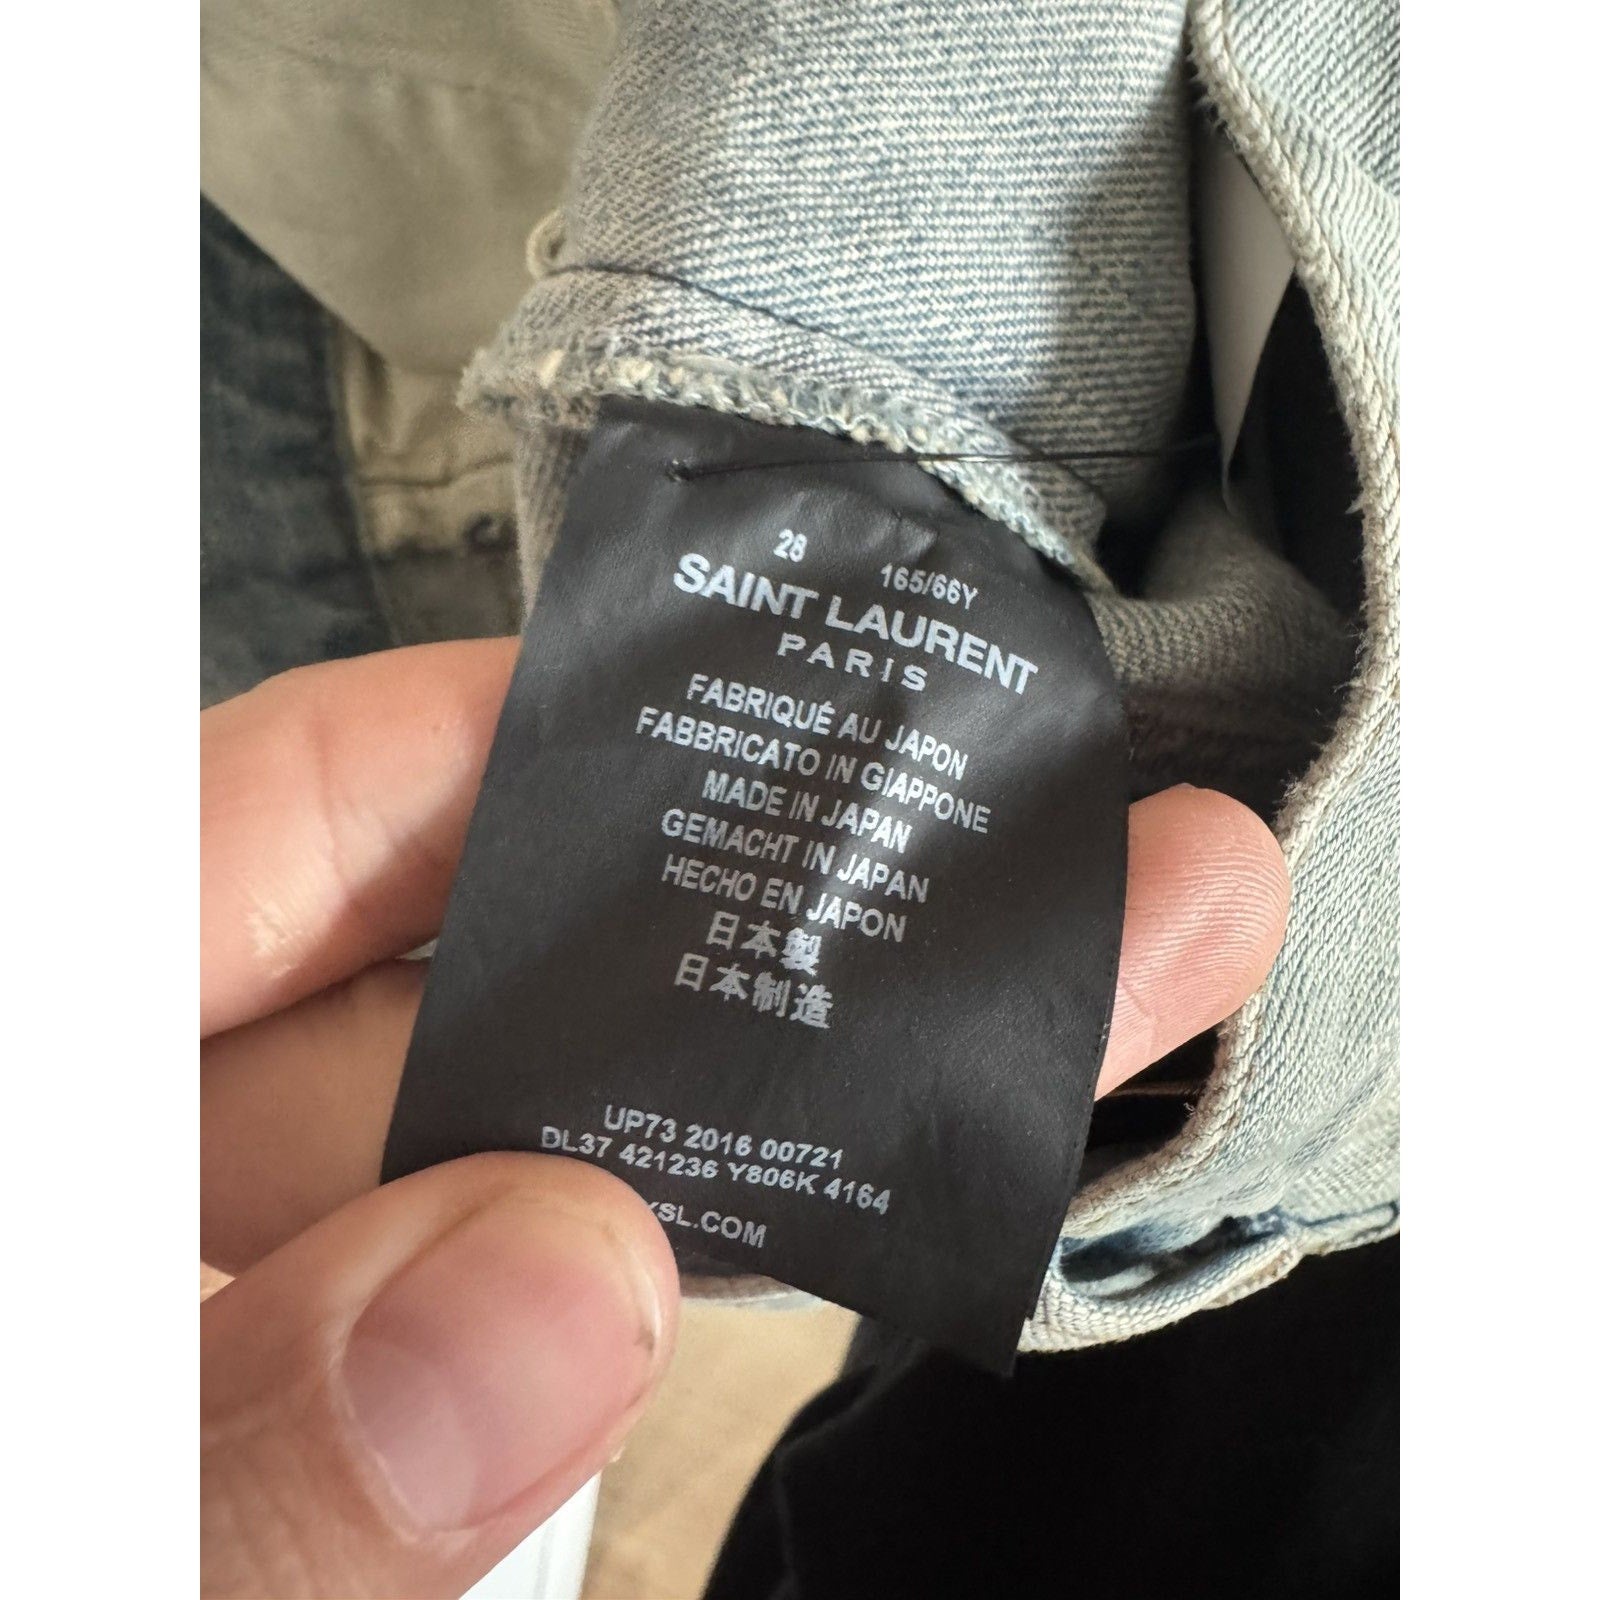 28 165/66Y
SAINT LAURENT
PARIS
FABRIQUÉ AU JAPON
FABBRICATO IN GIAPPONE
MADE IN JAPAN
GEMACHT IN JAPAN
HECHO EN JAPON
日本製
日本制造
UP73 2016 00721
DL37 421236 Y806K 4164
YSL.COM